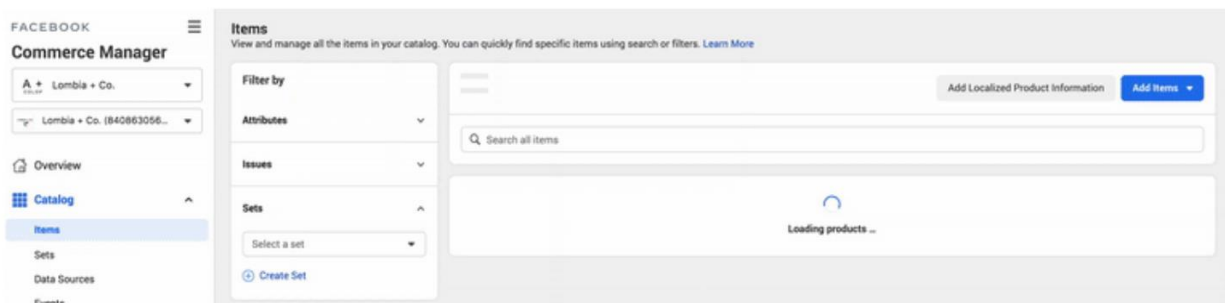 FACEBOOK
Commerce Manager
Lombia + Co.
Lombia + Co. (840863056...
Overview
Catalog
Items
Sets
Data Sources
Events
Items
View and manage all the items in your catalog. You can quickly find specific items using search or filters. Learn More
Filter by
Attributes
Issues
Sets
Select a set
Create Set
Add Localized Product Information
Add Items
Search all items
Loading products ...